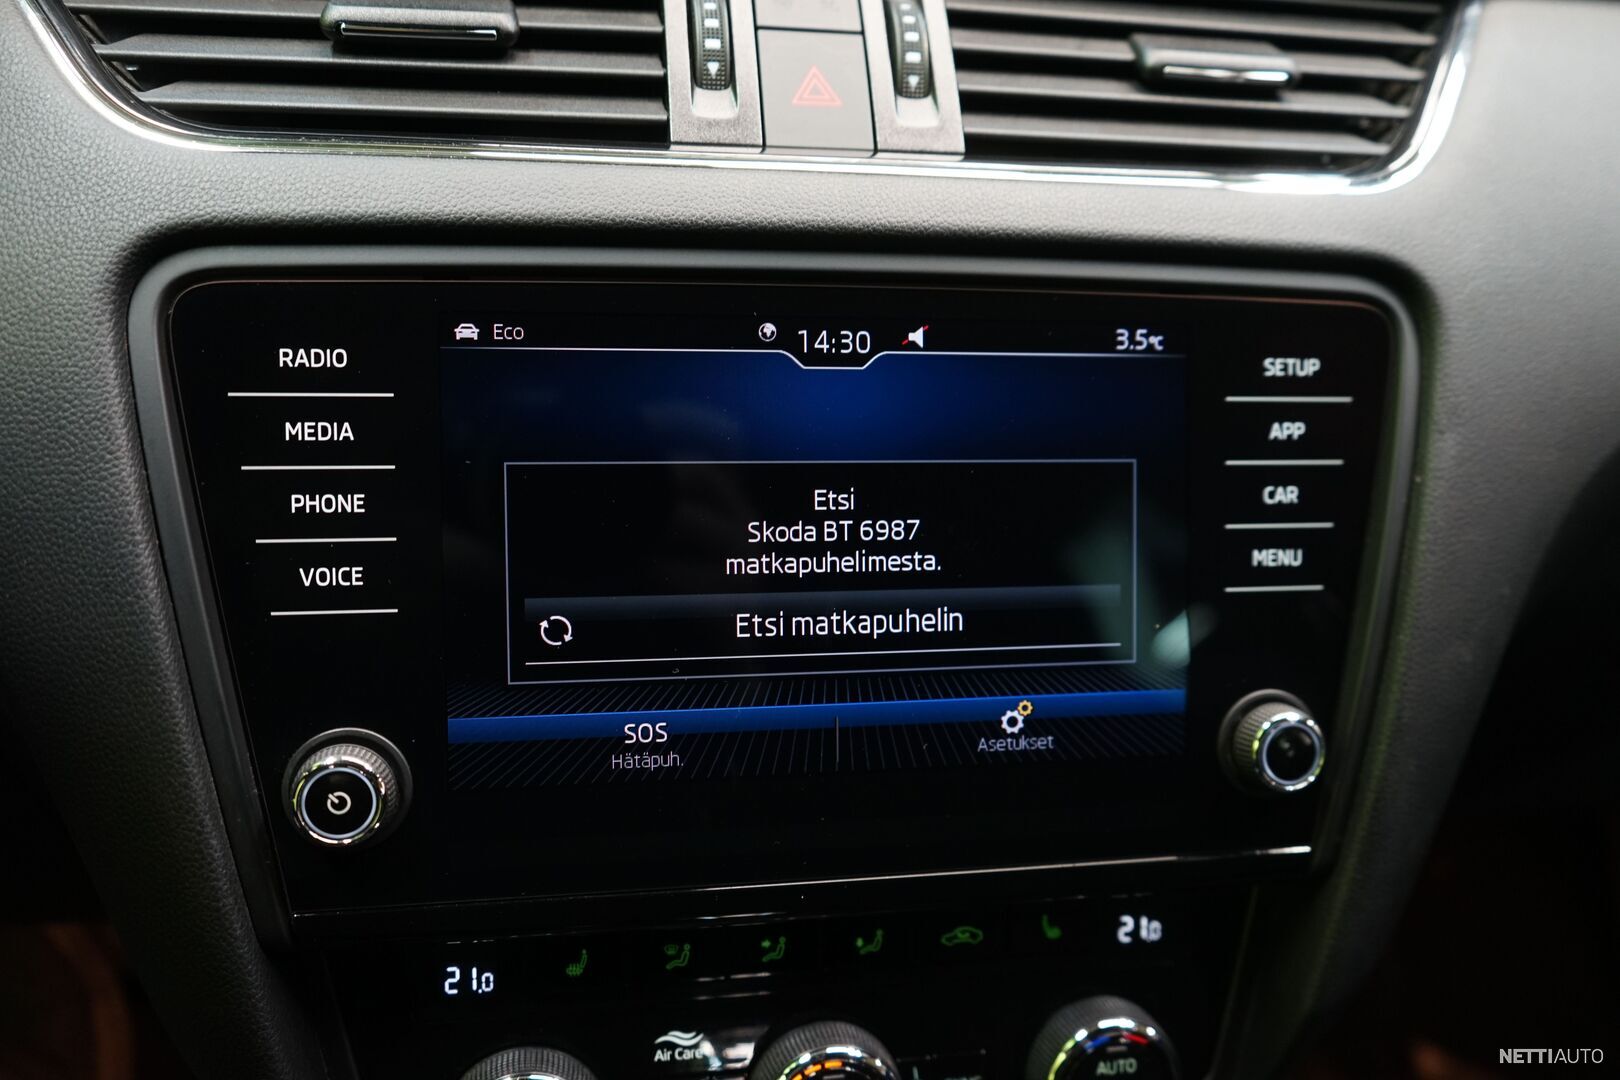 Eco
14:30
3.5°C
RADIO
MEDIA
PHONE
VOICE
SETUP
APP
CAR
MENU
Etsi
Skoda BT 6987
matkapuhelimesta.
Etsi matkapuhelin
SOS
Hätäpuh.
Asetukset
21.0
21.0
Air Care
AUTO
NETTIAUTO